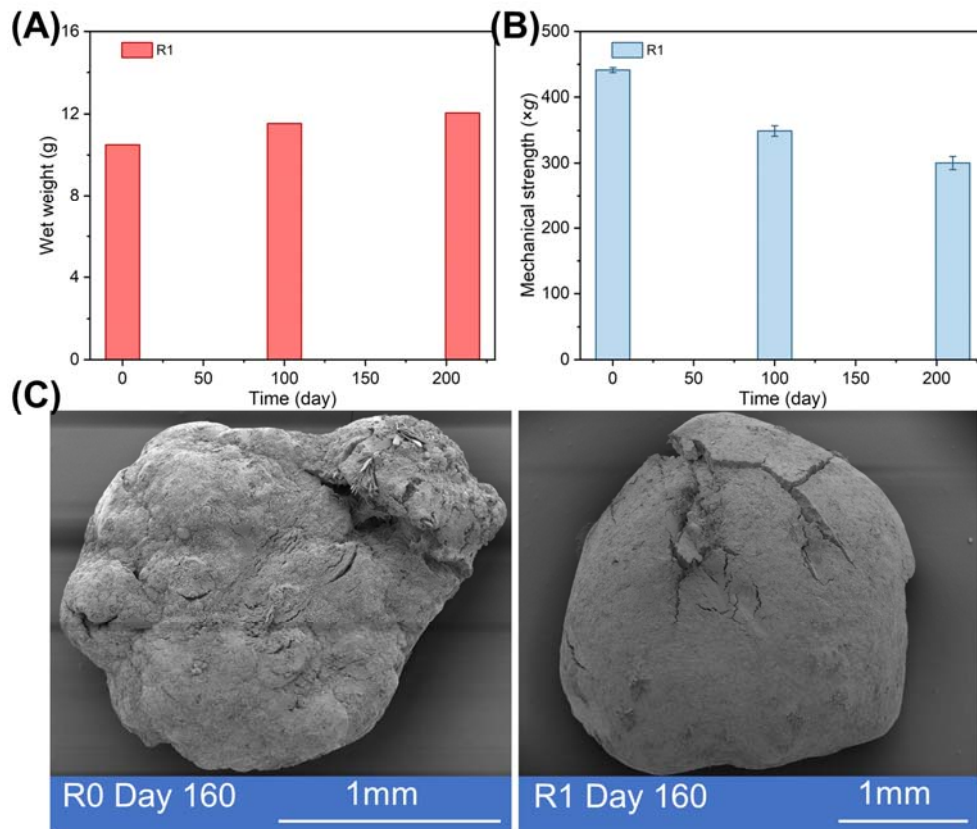 (A)
16
12
8
4
0
Wet weight (g)
R1
0 50 100 150 200
Time (day)
(B)
500
400
300
200
100
0
Mechanical strength (×g)
R1
0 50 100 150 200
Time (day)
(C)
R0 Day 160 1mm
R1 Day 160 1mm